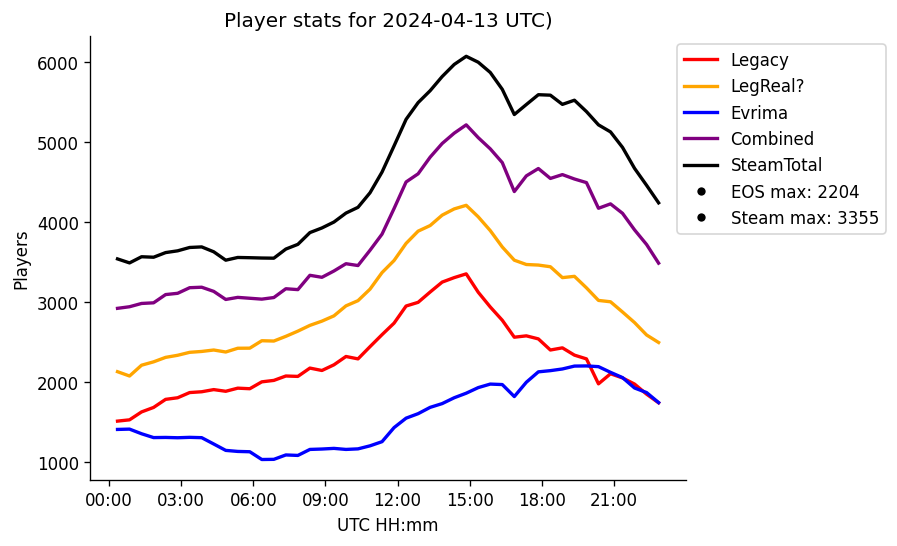 Player stats for 2024-04-13 UTC)
Players
6000
5000
4000
3000
2000
1000
00:00 03:00 06:00 09:00 12:00 15:00 18:00 21:00
UTC HH:mm
Legacy
LegReal?
Evrima
Combined
SteamTotal
EOS max: 2204
Steam max: 3355